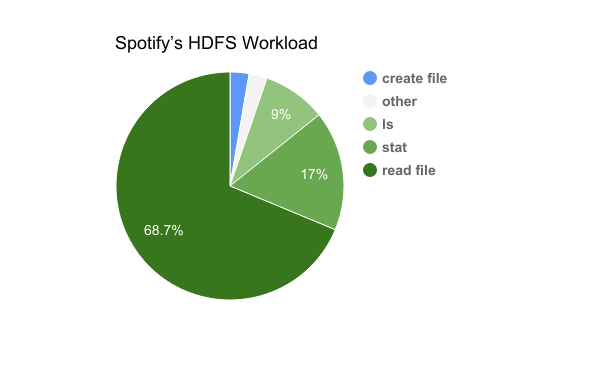 Spotify’s HDFS Workload
create file
other
ls
stat
read file
9%
17%
68.7%